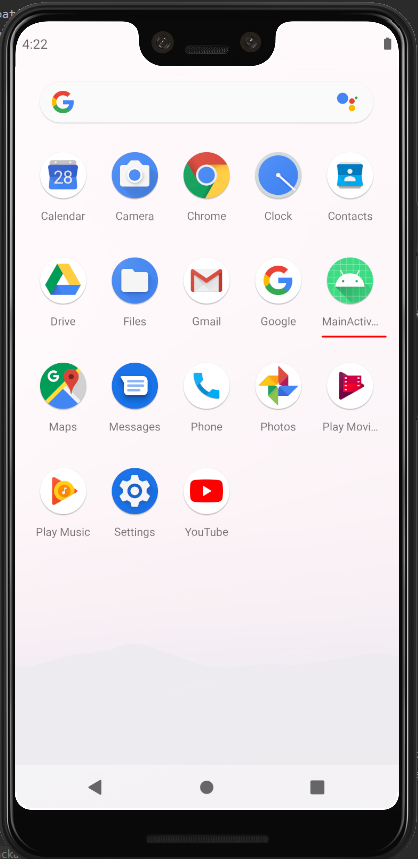 4:22
28
Calendar Camera Chrome Clock Contacts
Drive Files Gmail Google MainActiv...
G
Maps Messages Phone Photos Play Movi...
Play Music Settings YouTube